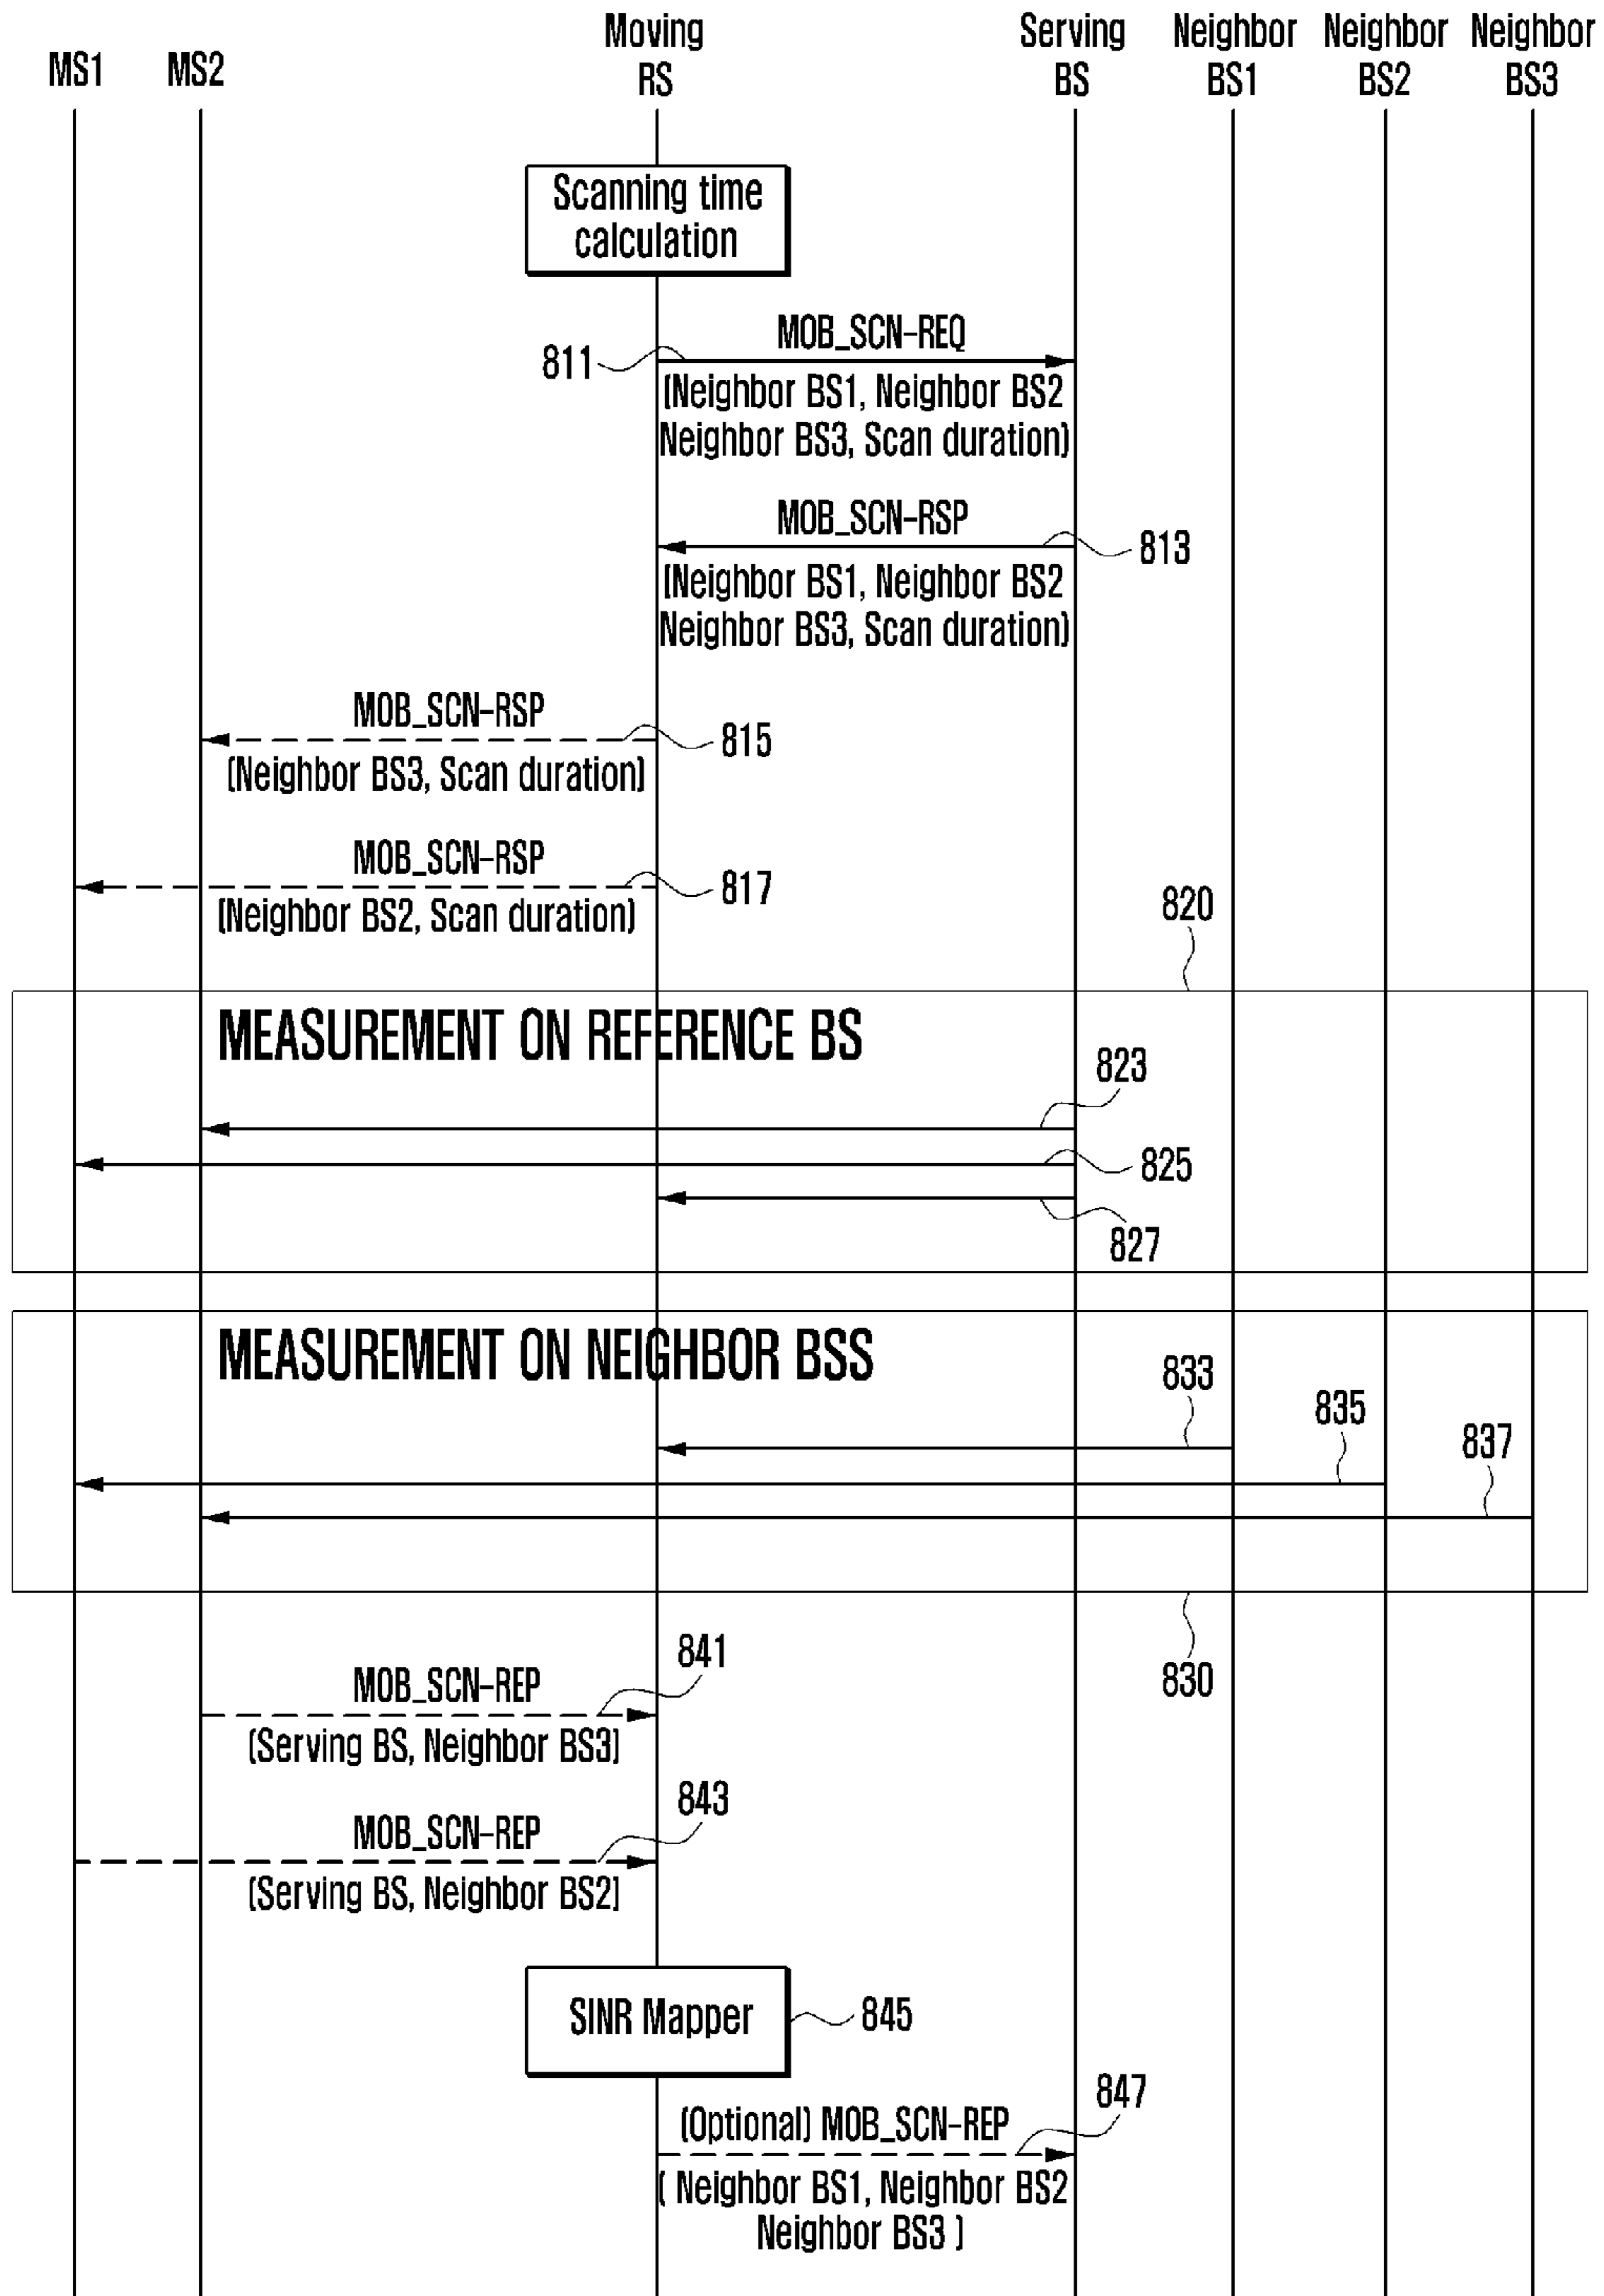 MS1
MS2
Moving
RS
Serving
BS
Neighbor
BS1
Neighbor
BS2
Neighbor
BS3
Scanning time
calculation
MOB_SCN-REQ
811
(Neighbor BS1, Neighbor BS2
Neighbor BS3, Scan duration)
MOB_SCN-RSP
813
(Neighbor BS1, Neighbor BS2
Neighbor BS3, Scan duration)
MOB_SCN-RSP
815
(Neighbor BS3, Scan duration)
MOB_SCN-RSP
817
(Neighbor BS2, Scan duration)
820
MEASUREMENT ON REFERENCE BS
823
825
827
MEASUREMENT ON NEIGHBOR BSS
833
835
837
830
841
MOB_SCN-REP
(Serving BS, Neighbor BS3)
843
MOB_SCN-REP
(Serving BS, Neighbor BS2)
SINR Mapper
845
847
(Optional) MOB_SCN-REP
( Neighbor BS1, Neighbor BS2
Neighbor BS3 )